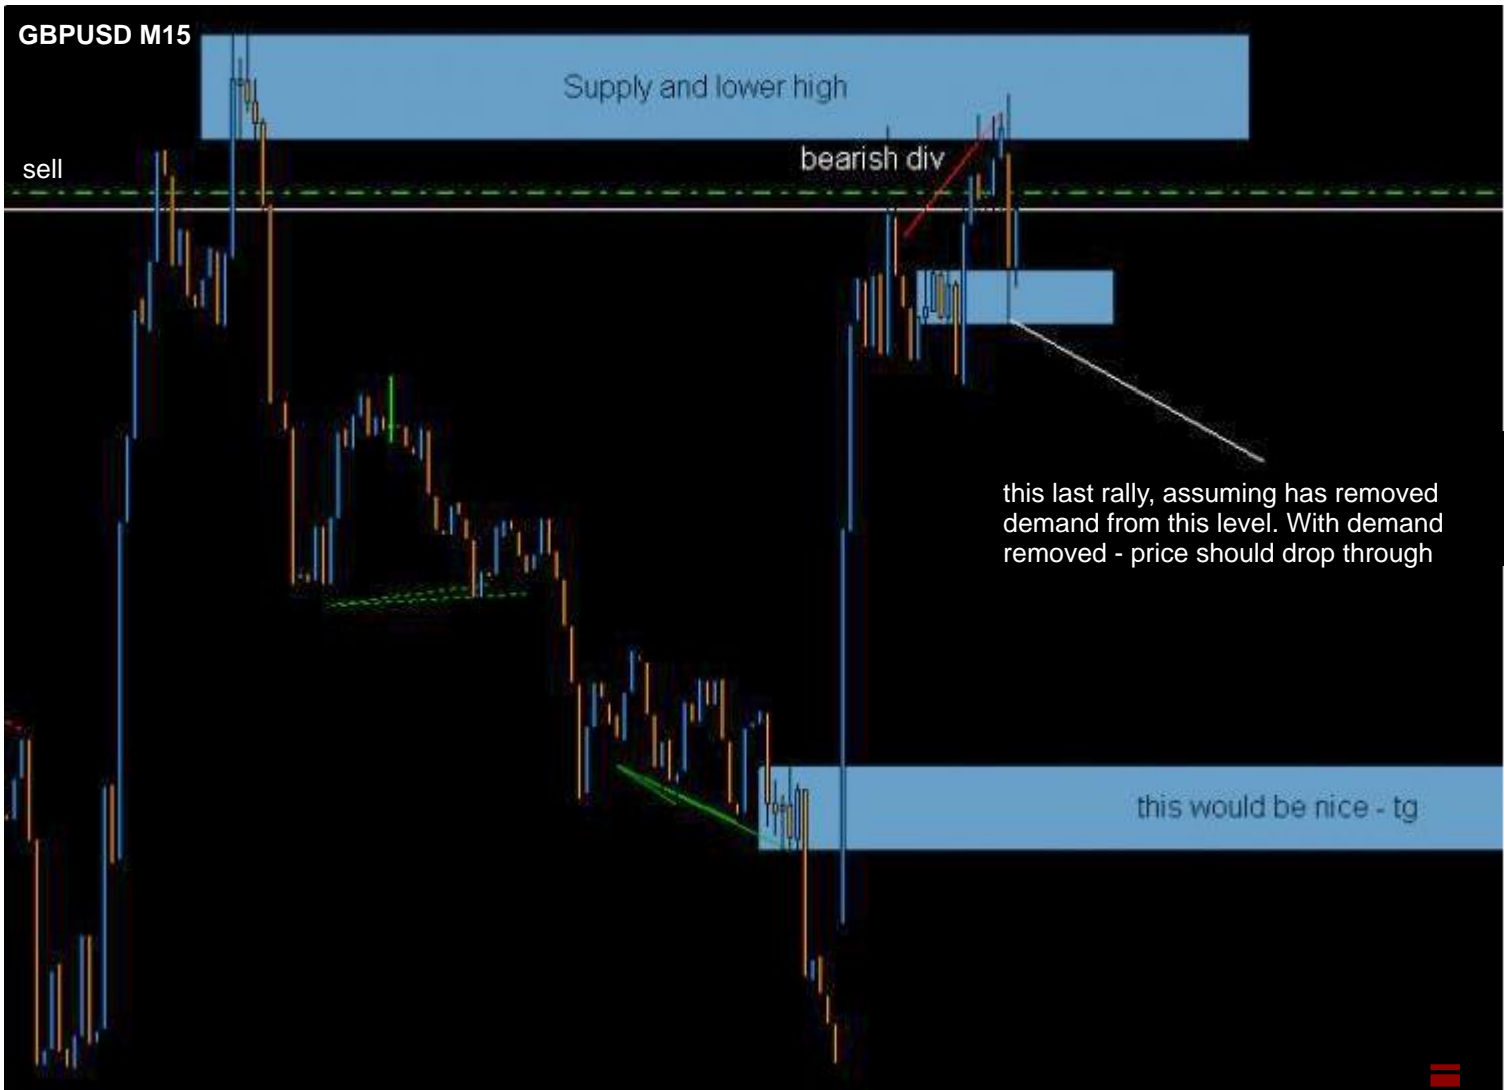 GBPUSD M15
Supply and lower high
bearish div
sell
this last rally, assuming has removed
demand from this level. With demand
removed - price should drop through
this would be nice - tg